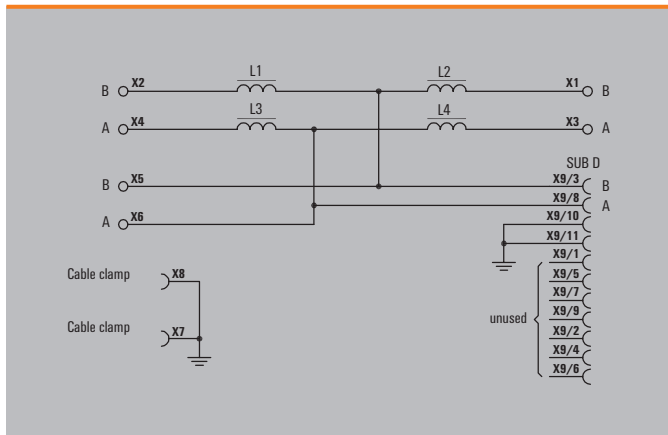 L1 L2
B X2 X1 B
L3 L4
A X4 X3 A
SUB D
B X5 X9/3 B
X9/8 A
A X6 X9/10
X9/11
X9/1
Cable clamp X8 X9/5
X9/7
unused X9/9
Cable clamp X7 X9/2
X9/4
X9/6